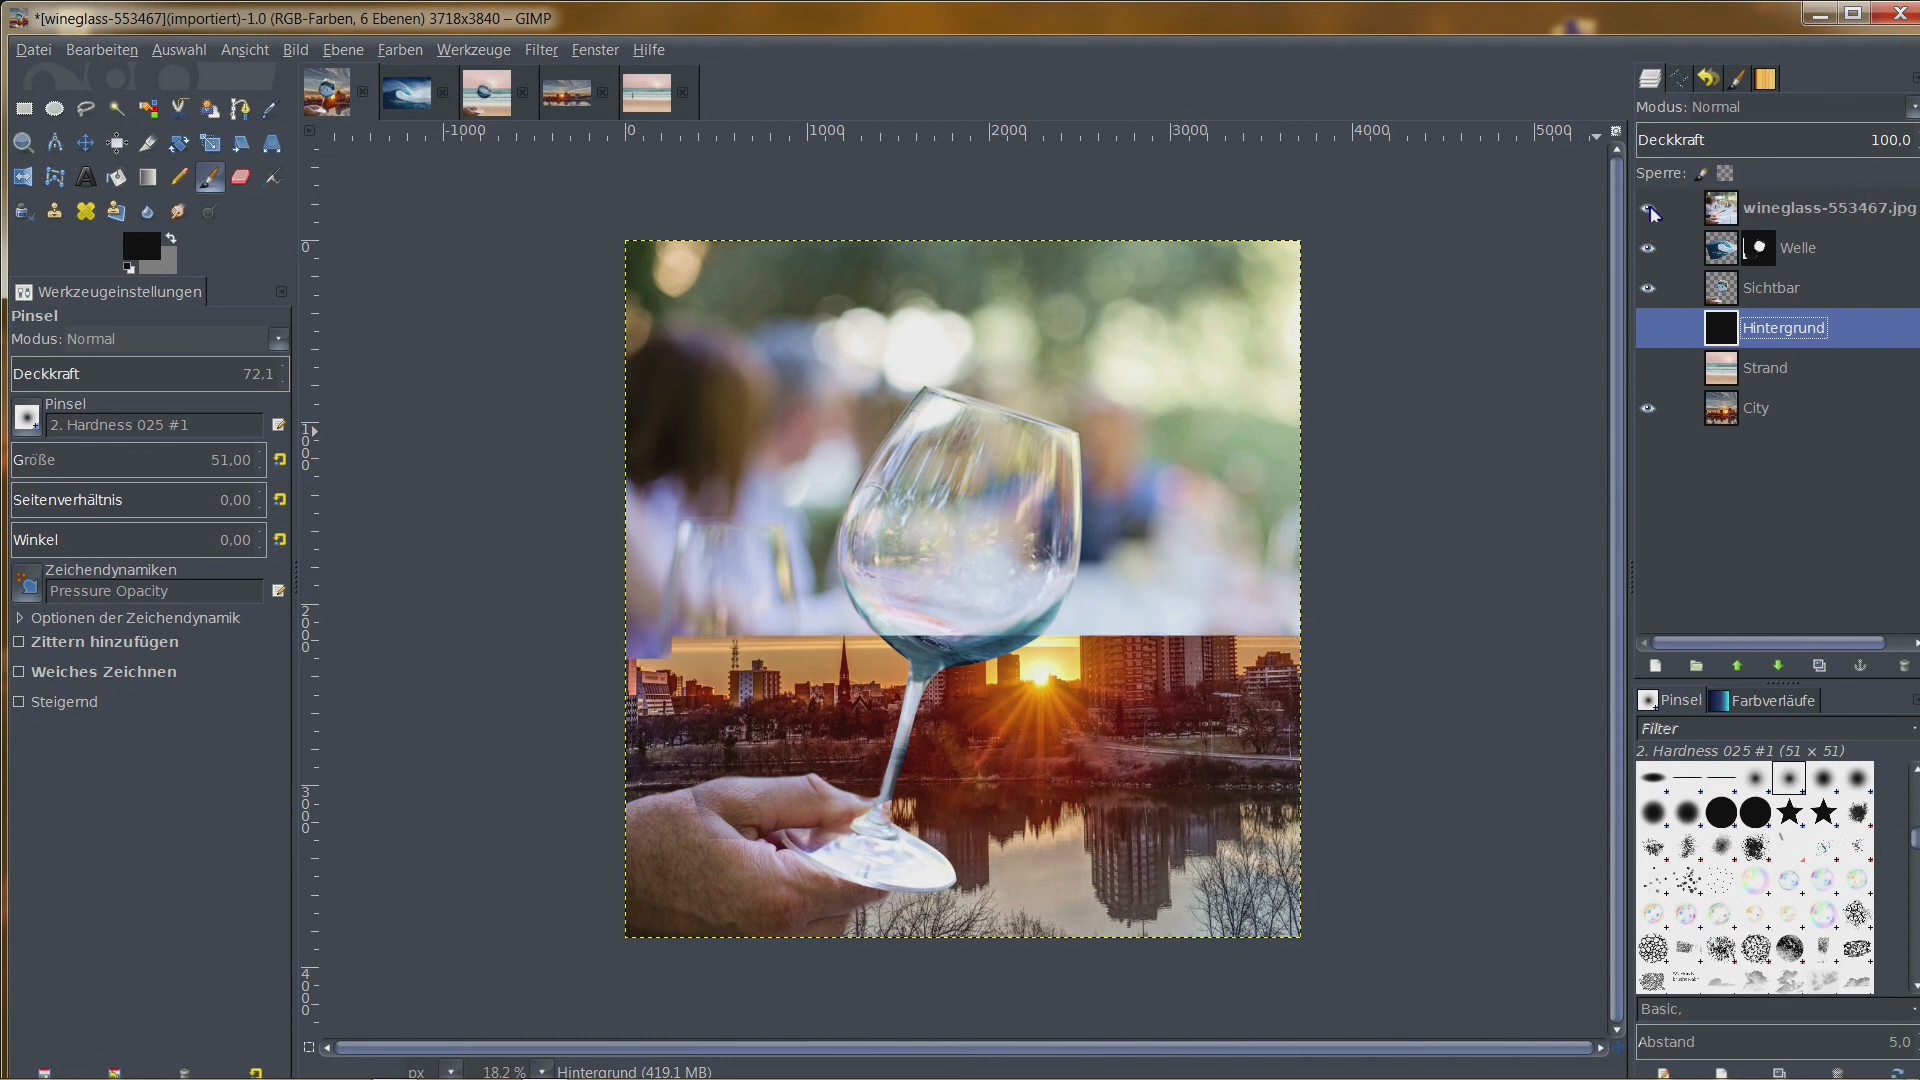 *[wineglass-553467](importiert)-1.0 (RGB-Farben, 6 Ebenen) 3718x3840 – GIMP
Datei Bearbeiten Auswahl Ansicht Bild Ebene Farben Werkzeuge Filter Fenster Hilfe
-1000 0 1000 2000 3000 4000 5000
0
1000
2000
3000
4000
Werkzeugeinstellungen
Pinsel
Modus: Normal
Deckkraft 72,1
Pinsel
2. Hardness 025 #1
Größe 51,00
Seitenverhältnis 0,00
Winkel 0,00
Zeichendynamiken
Pressure Opacity
Optionen der Zeichendynamik
Zittern hinzufügen
Weiches Zeichnen
Steigernd
px 18.2 % Hintergrund (419.1 MB)
Modus: Normal
Deckkraft 100,0
Sperre:
wineglass-553467.jpg
Welle
Sichtbar
Hintergrund
Strand
City
Pinsel Farbverläufe
Filter
2. Hardness 025 #1 (51 × 51)
Basic,
Abstand 5,0